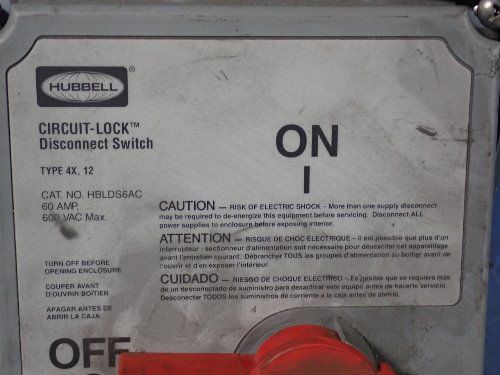 HUBBELL ®
CIRCUIT-LOCK™
Disconnect Switch
TYPE 4X, 12
CAT. NO. HBLDS6AC
60 AMP.
600 VAC Max.
TURN OFF BEFORE
OPENING ENCLOSURE
COUPER AVANT
D'OUVRIR BOITIER
APAGAR ANTES DE
ABRIR LA CAJA
OFF
ON
I
CAUTION – RISK OF ELECTRIC SHOCK – More than one supply disconnect
may be required to de-energize this equipment before servicing. Disconnect ALL
power supplies to enclosure before exposing interior.
ATTENTION – RISQUE DE CHOC ELECTRIQUE – Il est possible que plus d'un
sectionneur d'alimentation soit necessaire pour désexciter cet appareillage
avant l'entretien courant. Debrancher TOUS les groupes d'alimentation au boitier avant de
l'ouvrir et d'en exposer l'intérieur.
CUIDADO – RIESGO DE CHOQUE ELECTRICO – Es posible que se requiera más
de un desconectado de suministro para desactivar este equipo antes de hacerle servicio.
Desconectar TODOS los suministros de corriente a la caja antes de abrirla.